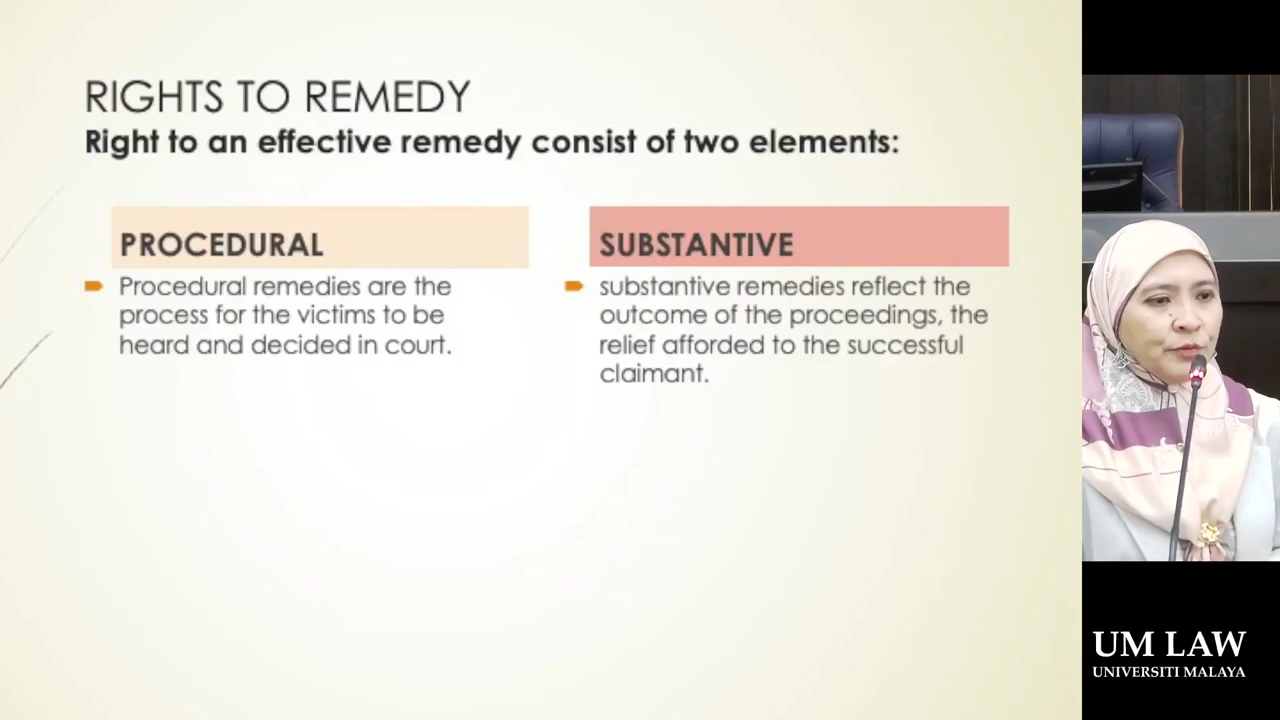 RIGHTS TO REMEDY
Right to an effective remedy consist of two elements:
PROCEDURAL
Procedural remedies are the
process for the victims to be
heard and decided in court.
SUBSTANTIVE
substantive remedies reflect the
outcome of the proceedings, the
relief afforded to the successful
claimant.
UM LAW
UNIVERSITI MALAYA